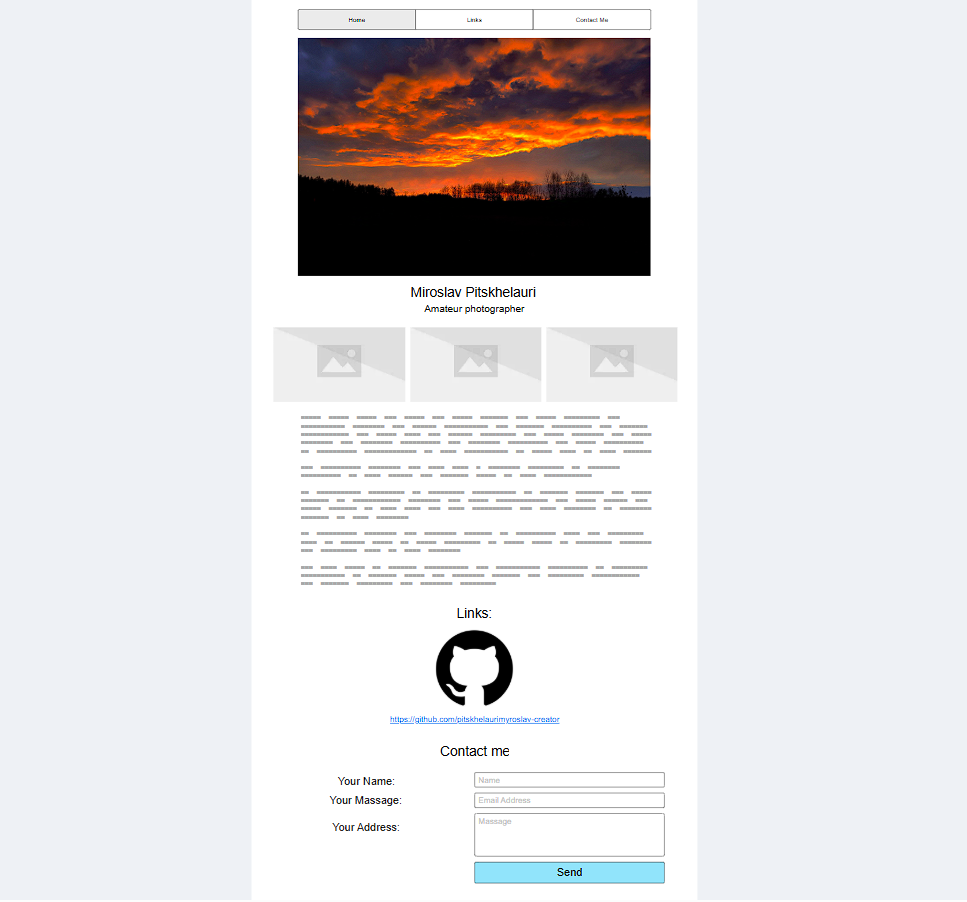 Home
Links
Contact Me
Miroslav Pitskhelauri
Amateur photographer
Links:
https://github.com/pitskhelaurimyroslav-creator
Contact me
Your Name:
Name
Your Massage:
Email Address
Your Address:
Massage
Send